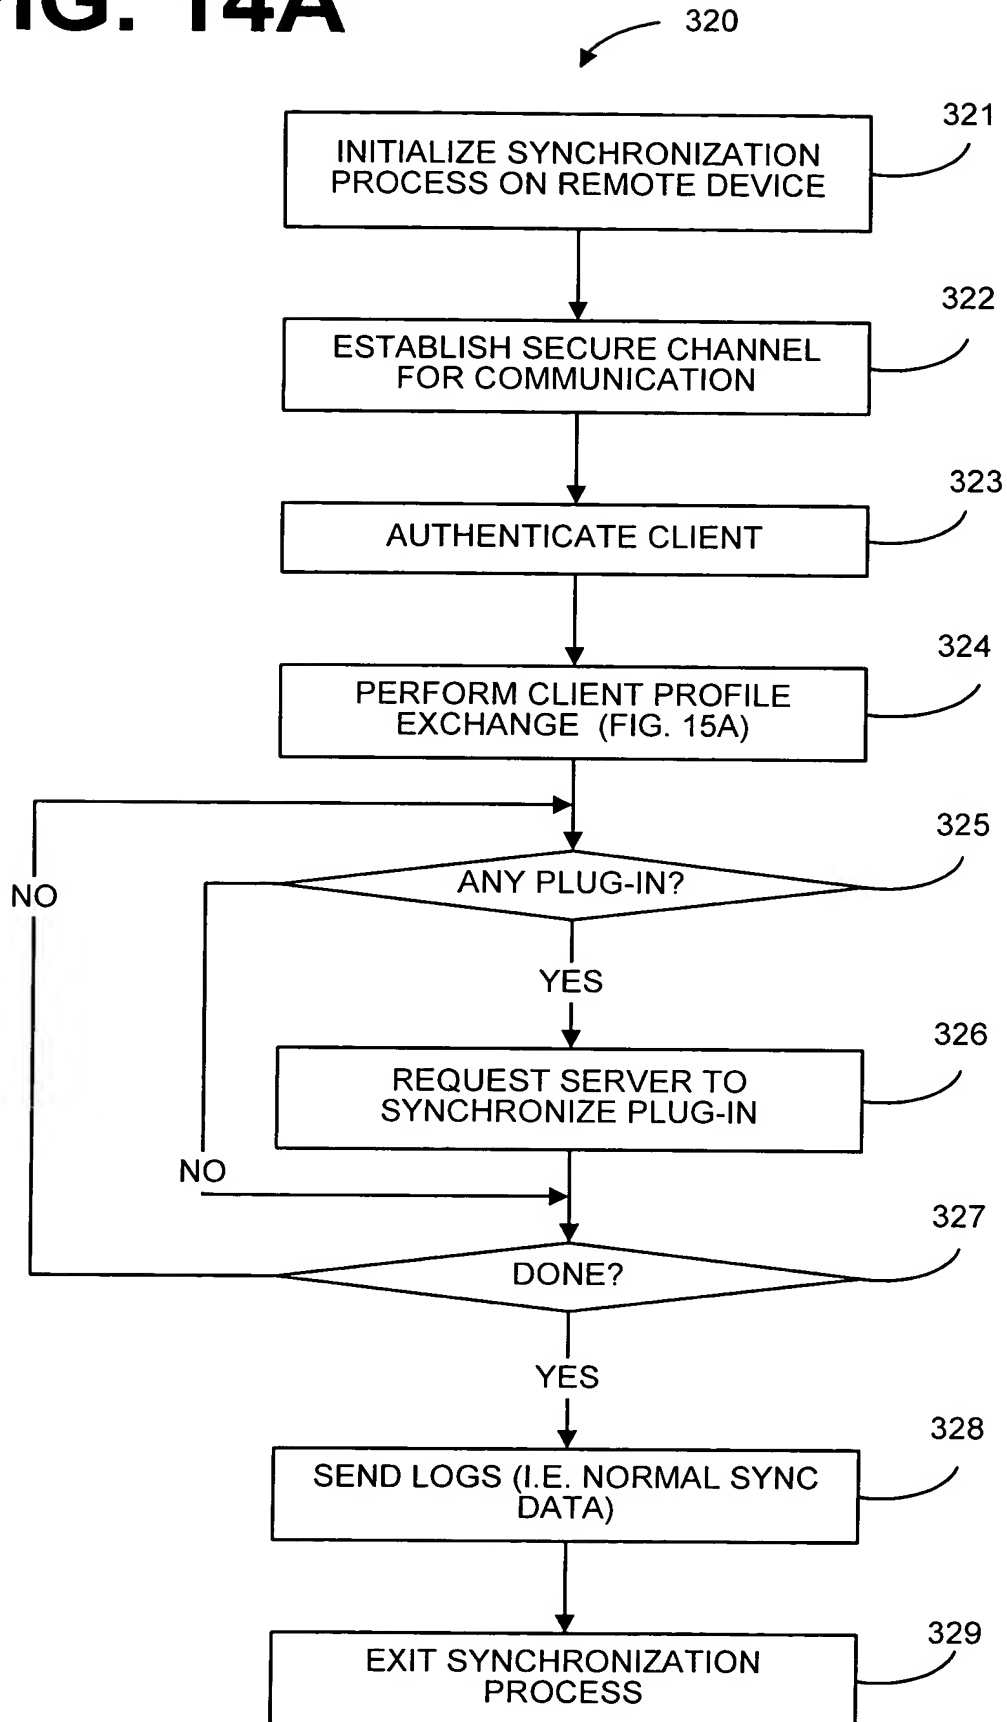 FIG. 14A
320
321
INITIALIZE SYNCHRONIZATION
PROCESS ON REMOTE DEVICE
322
ESTABLISH SECURE CHANNEL
FOR COMMUNICATION
323
AUTHENTICATE CLIENT
324
PERFORM CLIENT PROFILE
EXCHANGE (FIG. 15A)
325
ANY PLUG-IN?
NO
YES
326
REQUEST SERVER TO
SYNCHRONIZE PLUG-IN
NO
327
DONE?
YES
328
SEND LOGS (I.E. NORMAL SYNC
DATA)
329
EXIT SYNCHRONIZATION
PROCESS